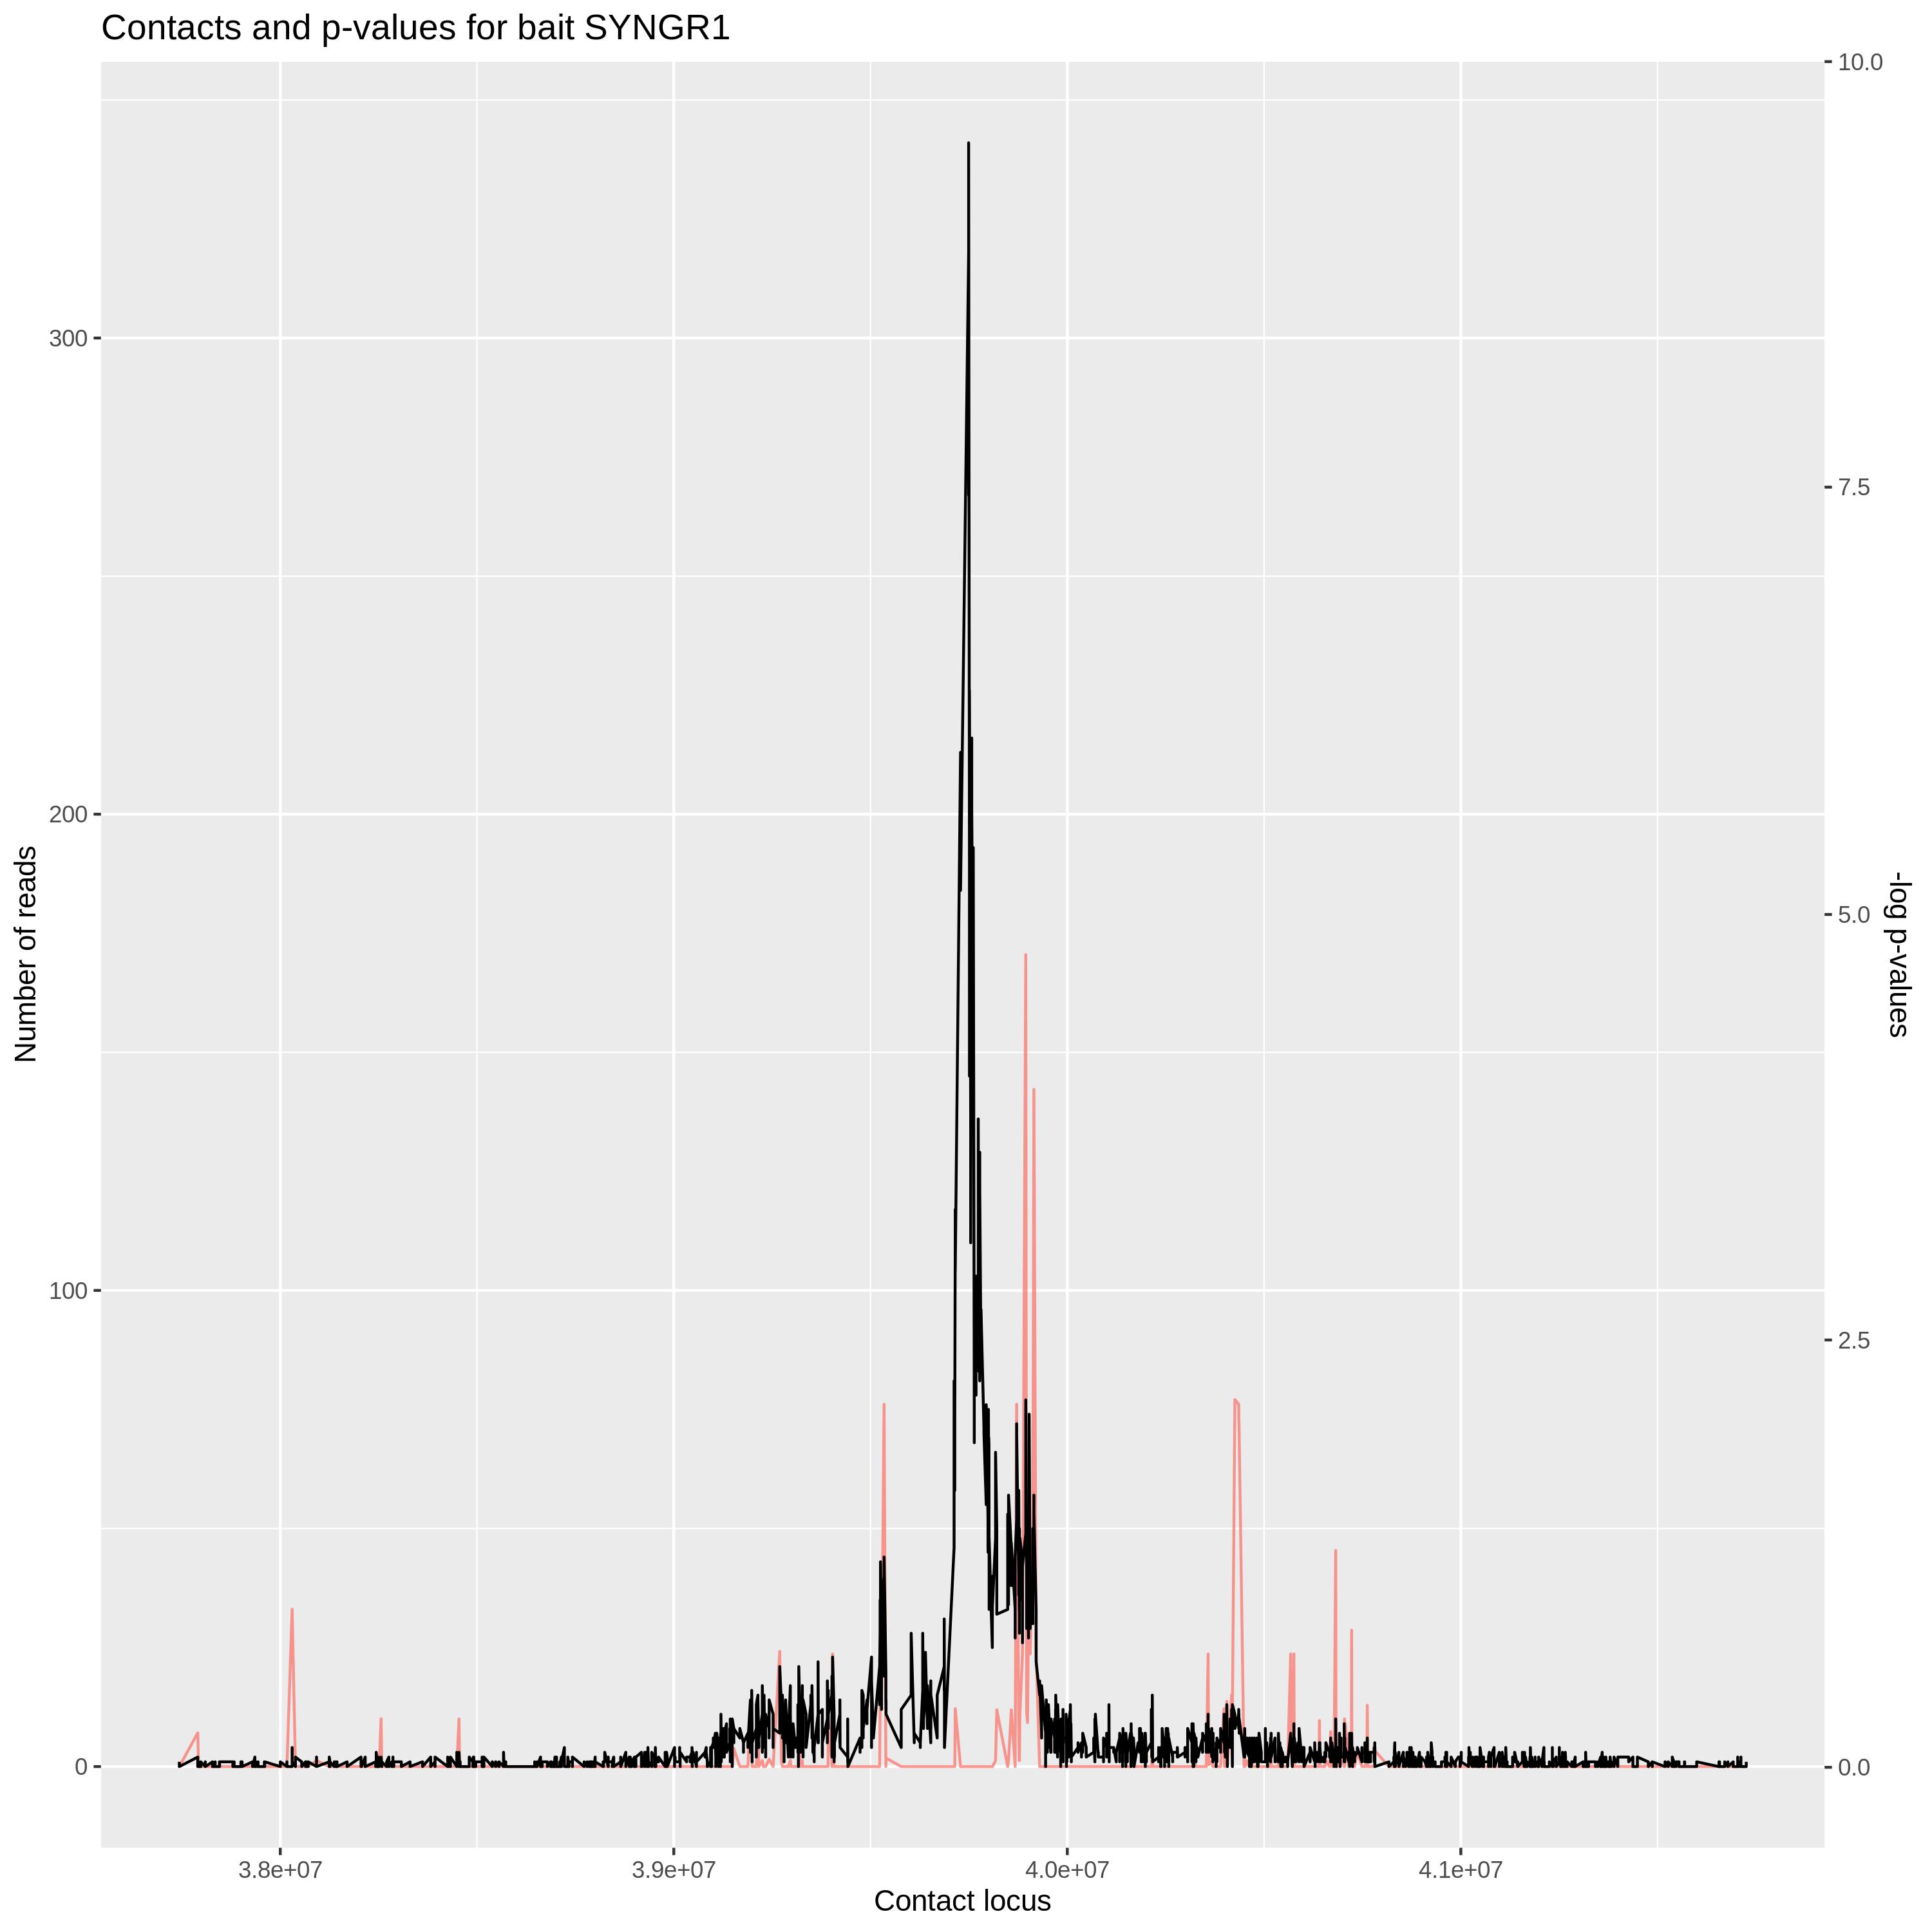 Contacts and p-values for bait SYNGR1
10.0
300
7.5
200
5.0
Number of reads
-log p-values
100
2.5
0
0.0
3.8e+07
3.9e+07
4.0e+07
4.1e+07
Contact locus